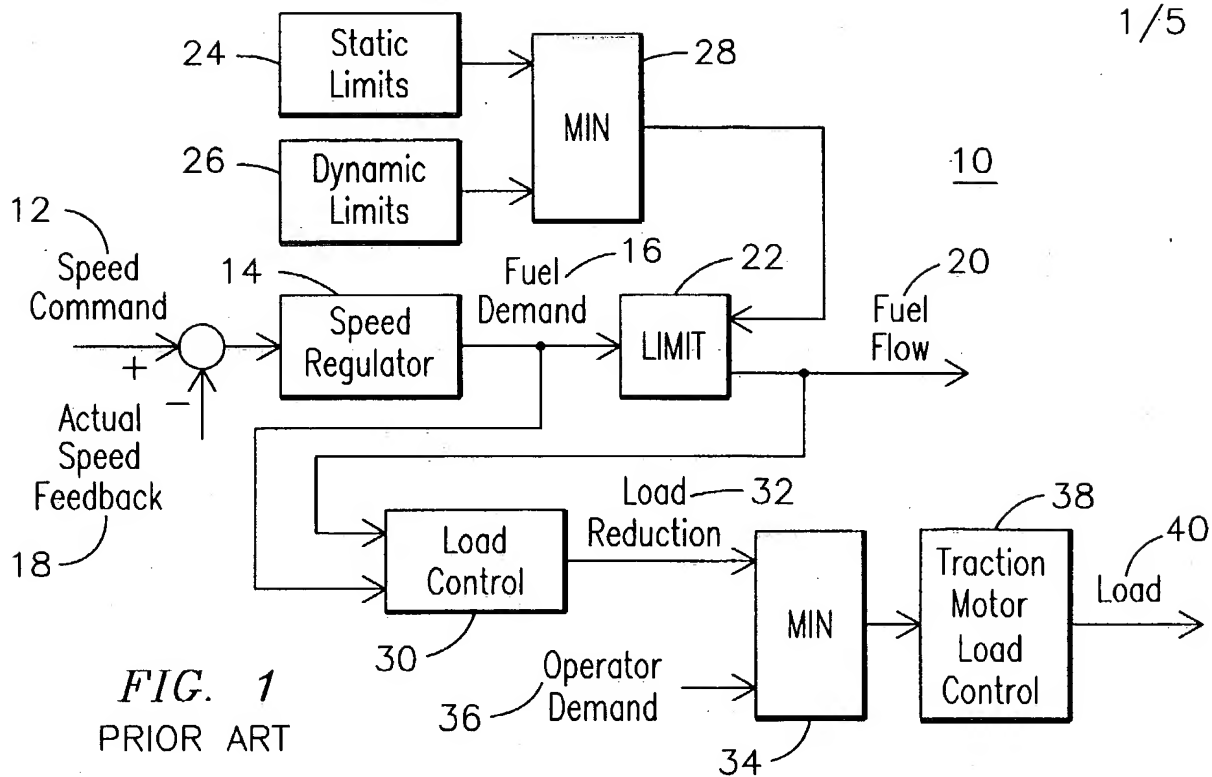 1/5
24
Static
Limits
28
MIN
26
Dynamic
Limits
10
12
Speed
Command
14
Speed
Regulator
Fuel
Demand
16
22
LIMIT
20
Fuel
Flow
+
-
Actual
Speed
Feedback
18
Load
Control
30
Load
Reduction
32
MIN
34
38
Traction
Motor
Load
Control
40
Load
36
Operator
Demand
FIG. 1
PRIOR ART